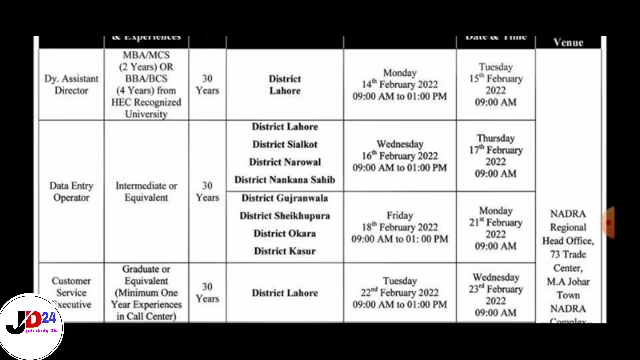 & Experiences
Date & Time
Venue
Dy. Assistant
Director
MBA/MCS
(2 Years) OR
BBA/BCS
(4 Years) from
HEC Recognized
University
30
Years
District
Lahore
Monday
14th February 2022
09:00 AM to 01:00 PM
Tuesday
15th February
2022
09:00 AM
Data Entry
Operator
Intermediate or
Equivalent
30
Years
District Lahore
District Sialkot
District Narowal
District Nankana Sahib
Wednesday
16th February 2022
09:00 AM to 01:00 PM
Thursday
17th February
2022
09:00 AM
District Gujranwala
District Sheikhupura
District Okara
District Kasur
Friday
18th February 2022
09:00 AM to 01: 00 PM
Monday
21st February
2022
09:00 AM
Customer
Service
Executive
Graduate or
Equivalent
(Minimum One
Year Experiences
in Call Center)
30
Years
District Lahore
Tuesday
22nd February 2022
09:00 AM to 01:00 PM
Wednesday
23rd February
2022
09:00 AM
NADRA
Regional
Head Office,
73 Trade
Center,
M.A Johar
Town
NADRA
Complex
JD24